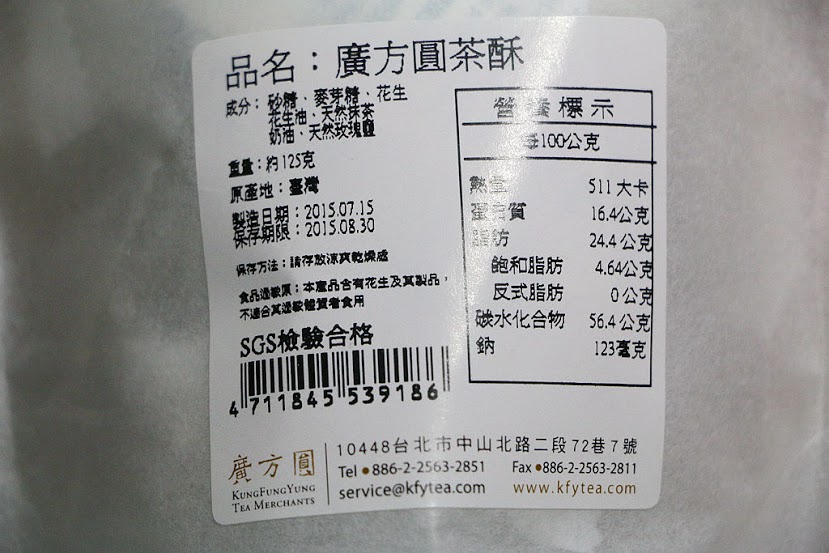 品名：廣方圓茶酥
成分：砂糖、麥芽糖、花生
花生油、天然抹茶
奶油、天然玫瑰鹽
重量：約125克
原產地：臺灣
製造日期：2015.07.15
保存期限：2015.08.30
保存方法：請存放涼爽乾燥處
食品過敏原：本產品含有花生及其製品，
不適合其過敏體質者食用
SGS檢驗合格
4 711845 539186
營養標示
每100公克
熱量 511大卡
蛋白質 16.4公克
脂肪 24.4公克
飽和脂肪 4.64公克
反式脂肪 0公克
碳水化合物 56.4公克
鈉 123毫克
廣方圓
KUNGFUNGYUNG
TEA MERCHANTS
10448台北市中山北路二段72巷7號
Tel●886-2-2563-2851 Fax●886-2-2563-2811
service@kfytea.com www.kfytea.com